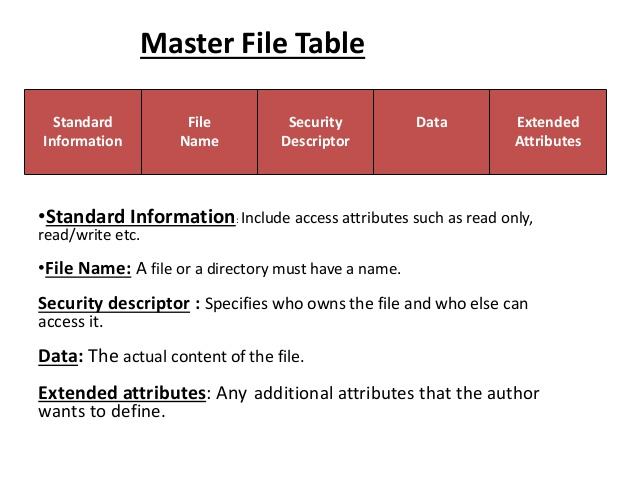 Master File Table
Standard Information
File Name
Security Descriptor
Data
Extended Attributes
•Standard Information: Include access attributes such as read only,
read/write etc.
•File Name: A file or a directory must have a name.
Security descriptor : Specifies who owns the file and who else can
access it.
Data: The actual content of the file.
Extended attributes: Any additional attributes that the author
wants to define.